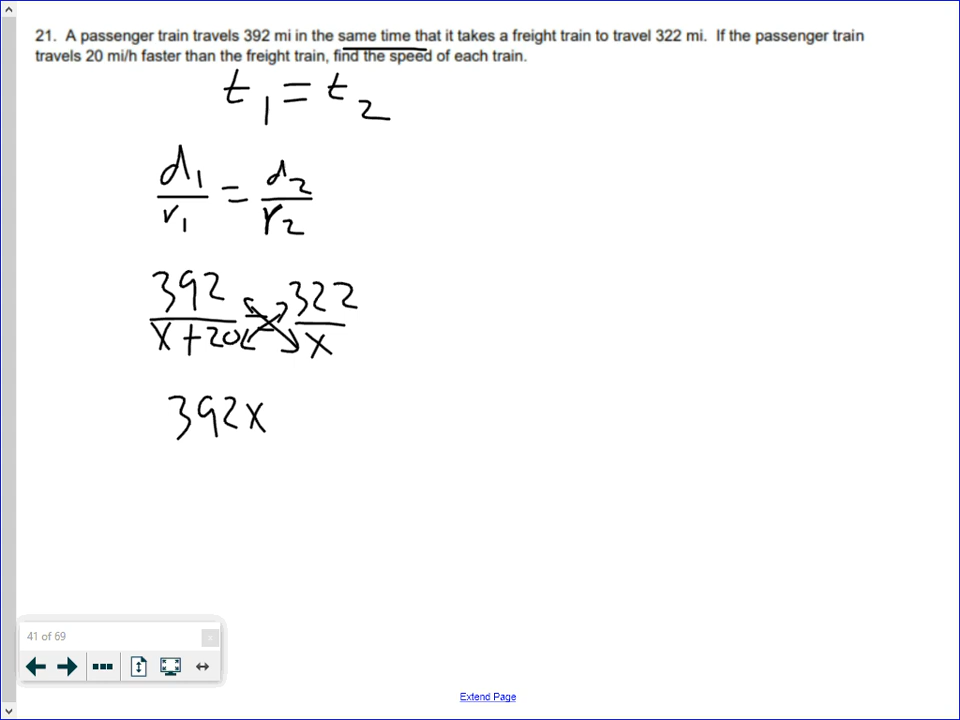 21. A passenger train travels 392 mi in the same time that it takes a freight train to travel 322 mi. If the passenger train
travels 20 mi/h faster than the freight train, find the speed of each train.
t₁ = t₂
d₁/r₁ = d₂/r₂
392/(x + 20) = 322/x
392x
41 of 69
Extend Page